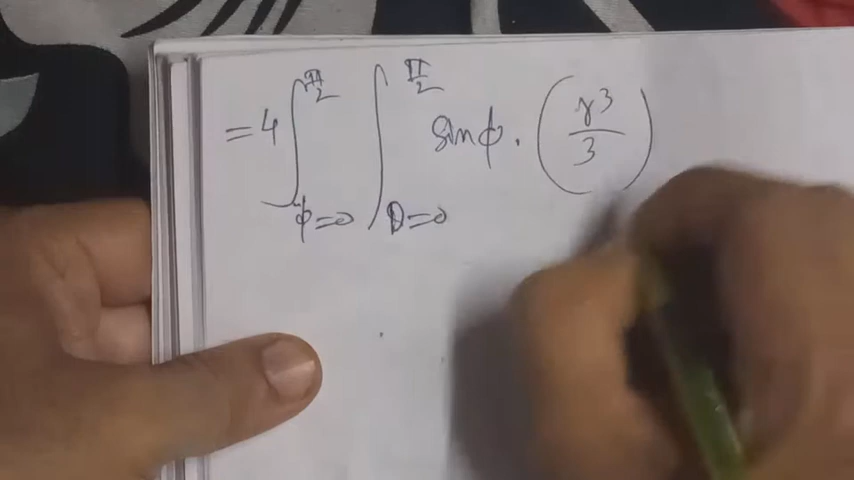 = 4 ∫_{ϕ=0}^{π/2} ∫_{θ=0}^{π/2} sinϕ · (r³/3)